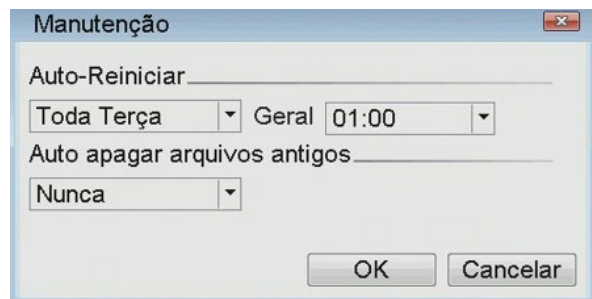 Manutenção
Auto-Reiniciar
Toda Terça Geral 01:00
Auto apagar arquivos antigos
Nunca
OK Cancelar